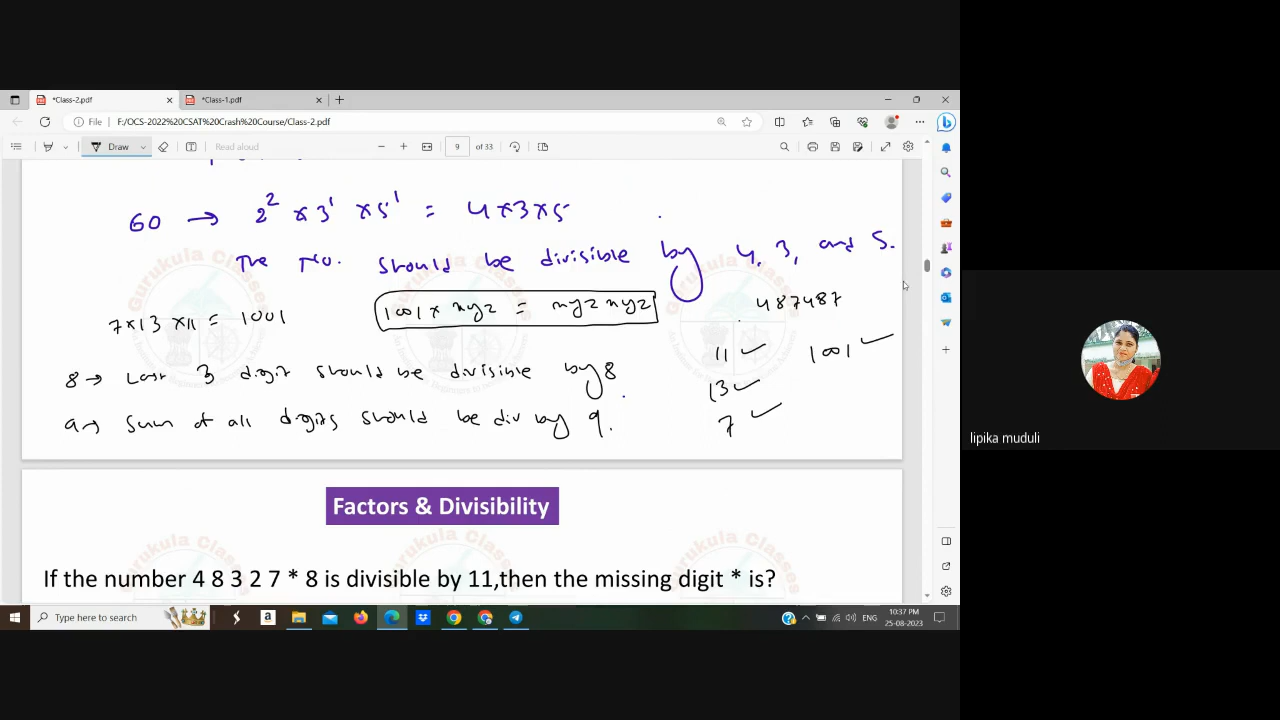 *Class-2.pdf
*Class-1.pdf
File F:/OCS-2022%20CSAT%20Crash%20Course/Class-2.pdf
Draw Read aloud 9 of 33
60 → 2² × 3¹ × 5¹ = 4×3×5
The No. should be divisible by 4, 3, and 5.
7×13×11 = 1001
1001 × xyz = xyz xyz
487487
11 ✓ 1001 ✓
8 → Last 3 digit should be divisible by 8
13 ✓
9 → Sum of all digits should be div by 9.
7 ✓
lipika muduli
Factors & Divisibility
If the number 4 8 3 2 7 * 8 is divisible by 11,then the missing digit * is?
Type here to search
ENG
10:37 PM
25-08-2023